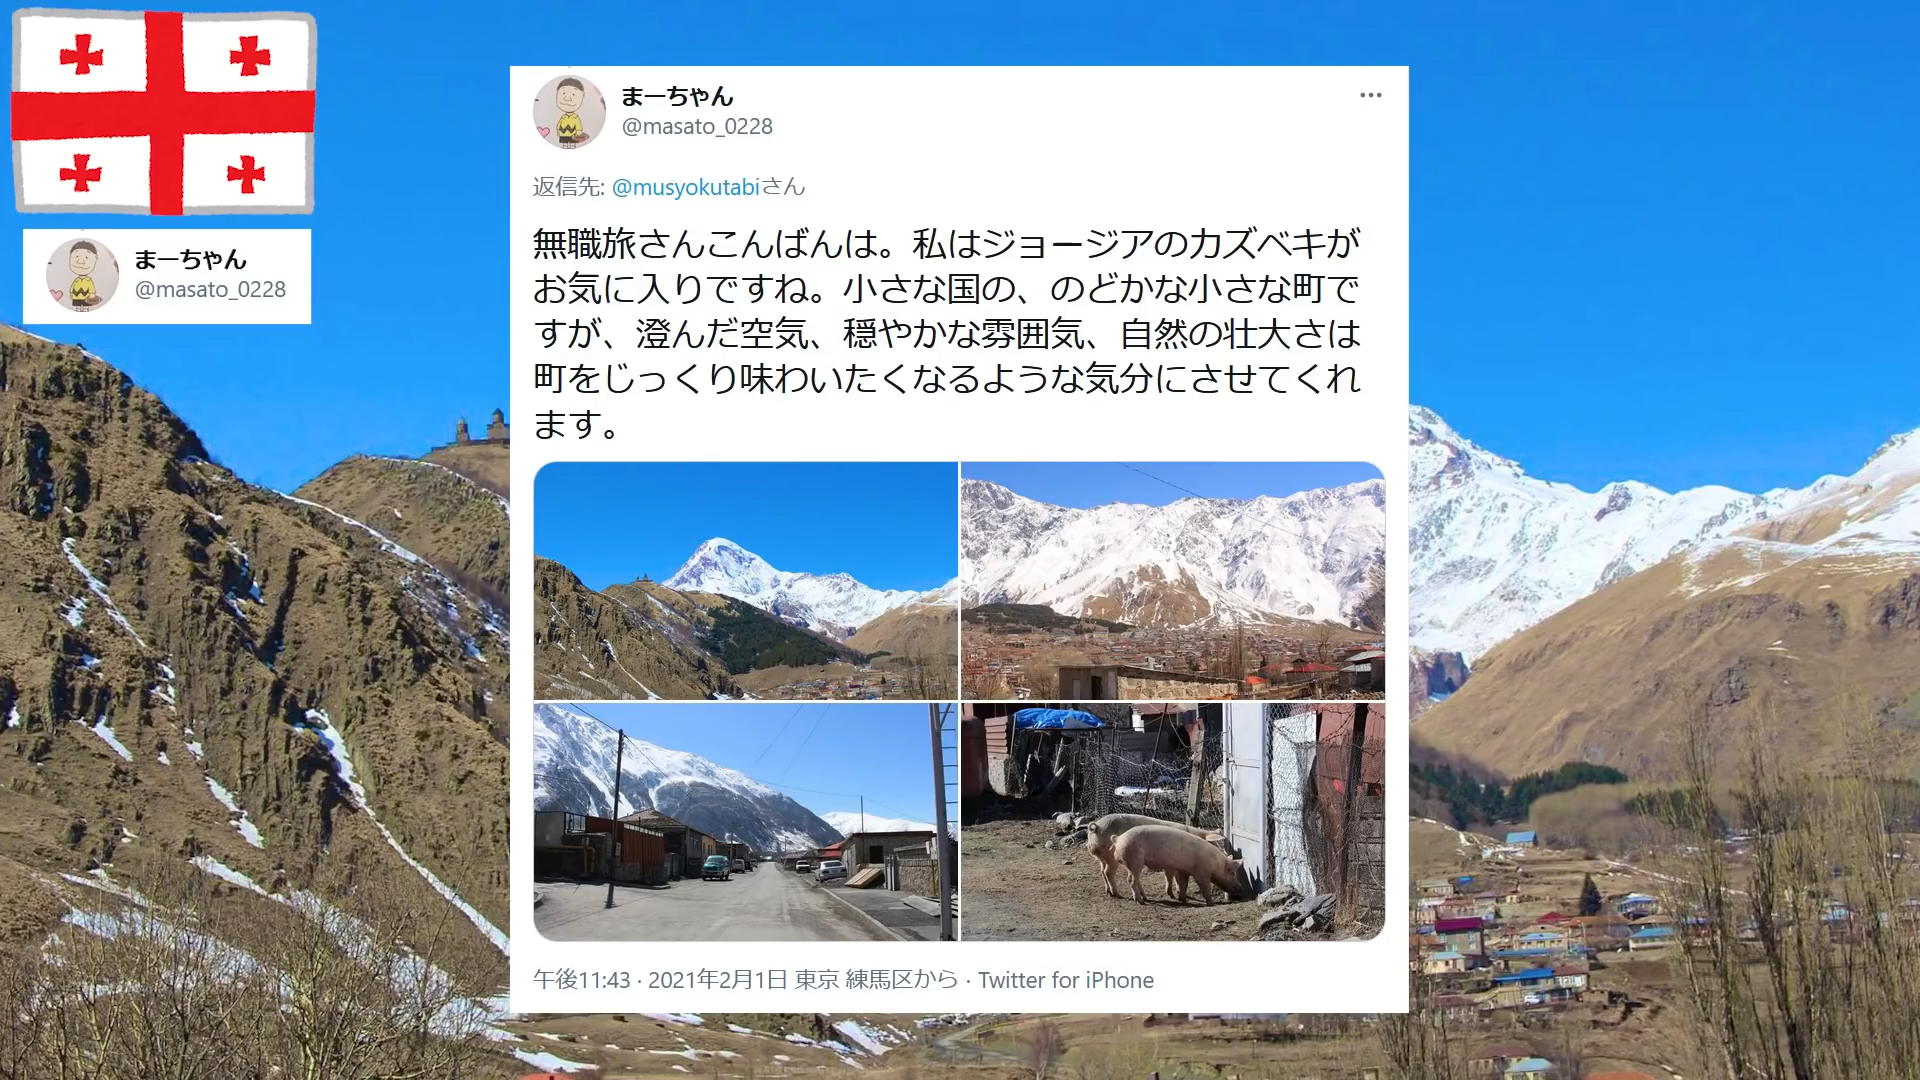 まーちゃん
@masato_0228
まーちゃん
@masato_0228
返信先: @musyokutabiさん
無職旅さんこんばんは。私はジョージアのカズベキが
お気に入りですね。小さな国の、のどかな小さな町で
すが、澄んだ空気、穏やかな雰囲気、自然の壮大さは
町をじっくり味わいたくなるような気分にさせてくれ
ます。
午後11:43 · 2021年2月1日 東京 練馬区から · Twitter for iPhone